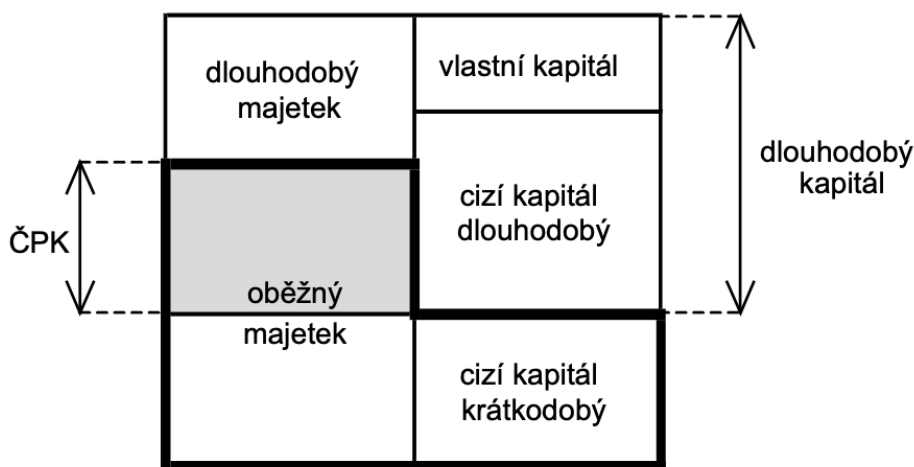 dlouhodobý
majetek
vlastní kapitál
dlouhodobý
kapitál
cizí kapitál
dlouhodobý
ČPK
oběžný
majetek
cizí kapitál
krátkodobý